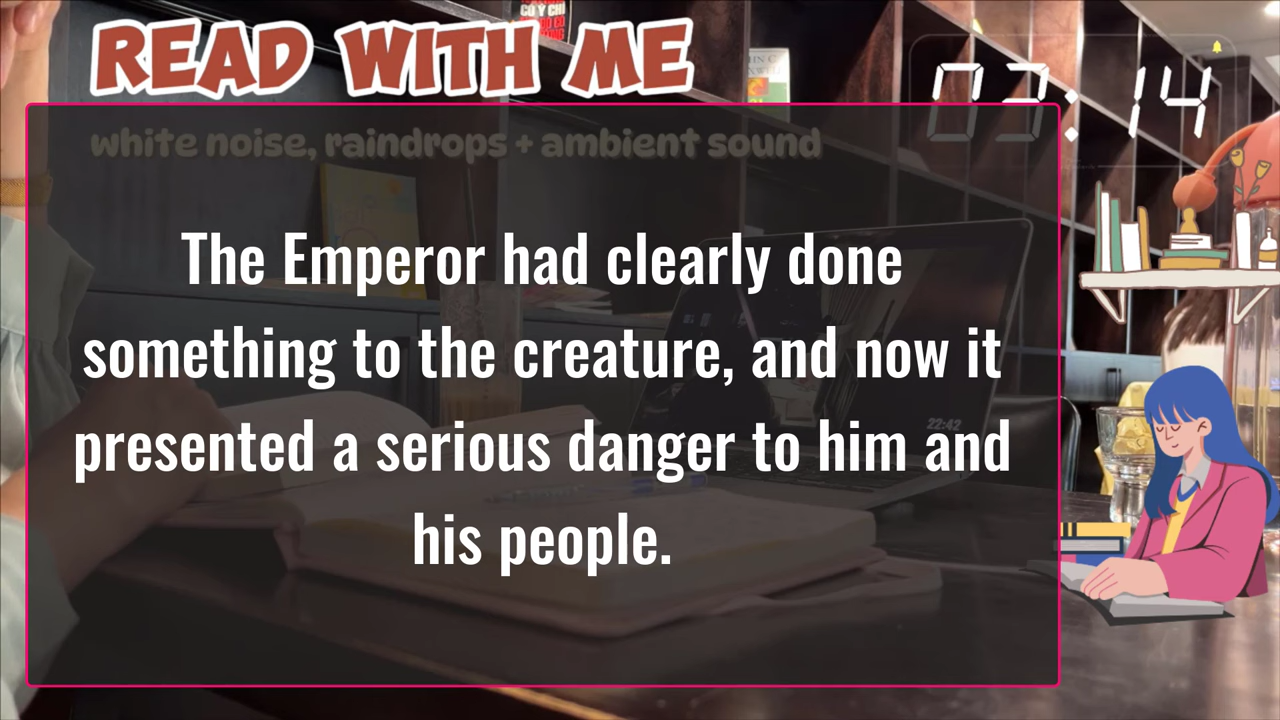 READ WITH ME
03:14
white noise, raindrops + ambient sound
The Emperor had clearly done
something to the creature, and now it
presented a serious danger to him and
his people.
22:42